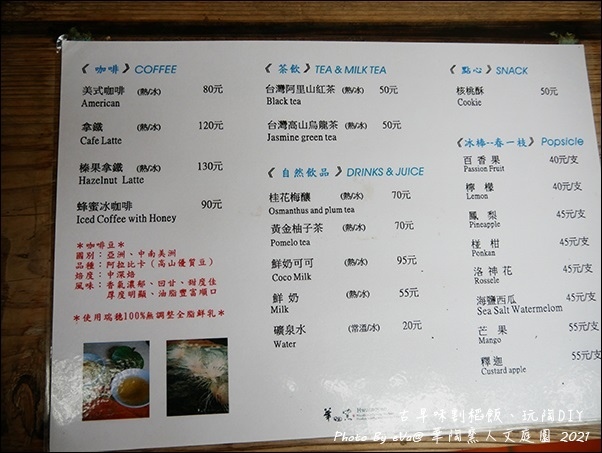 《 咖啡 》COFFEE
美式咖啡 (熱/冰) 80元
American
拿鐵 (熱/冰) 120元
Cafe Latte
榛果拿鐵 (熱/冰) 130元
Hazelnut Latte
蜂蜜冰咖啡 90元
Iced Coffee with Honey
*咖啡豆*
國別：亞洲、中南美洲
品種：阿拉比卡（高山優質豆）
焙度：中深焙
風味：香氣濃郁、回甘、甜度佳
厚度明顯、油脂豐富順口
*使用瑞穗100%無調整全脂鮮乳*
《 茶飲 》TEA & MILK TEA
台灣阿里山紅茶 (熱/冰) 50元
Black tea
台灣高山烏龍茶 (熱/冰) 50元
Jasmine green tea
《 自然飲品 》DRINKS & JUICE
桂花梅釀 (熱/冰) 70元
Osmanthus and plum tea
黃金柚子茶 (熱/冰) 70元
Pomelo tea
鮮奶可可 (熱/冰) 95元
Coco Milk
鮮 奶 (熱/冰) 55元
Milk
礦泉水 (常溫/冰) 20元
Water
《 點心 》SNACK
核桃酥 50元
Cookie
《冰棒--春一枝》Popsicle
百 香 果 40元/支
Passion Fruit
檸 檬 40元/支
Lemon
鳳 梨 45元/支
Pineapple
椪 柑 45元/支
Ponkan
洛 神 花 45元/支
Rossele
海鹽西瓜 45元/支
Sea Salt Watermelom
芒 果 55元/支
Mango
釋 迦 55元/支
Custard apple
華陶窯
古早味割稻飯、玩陶DIY
Photo By eva@ 華陶窯人文庭園 2021